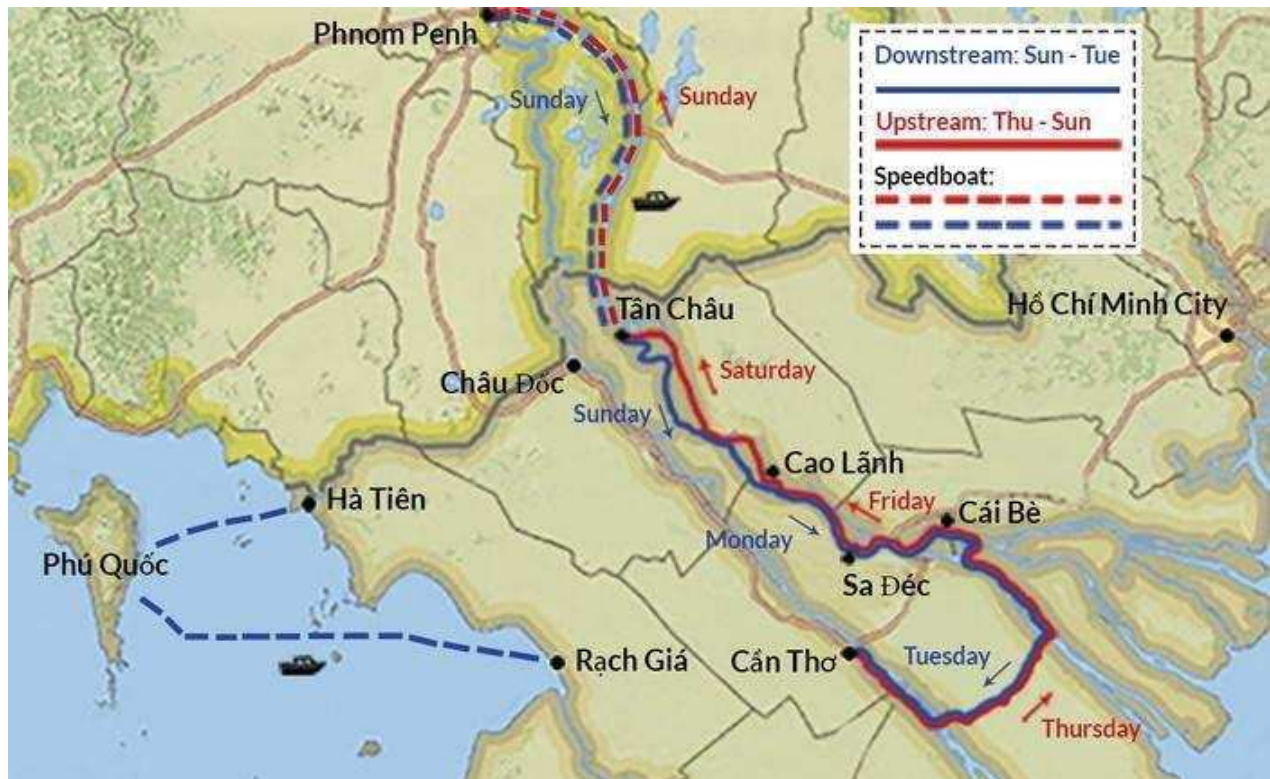 Phnom Penh
Downstream: Sun - Tue
Sunday
Sunday
Upstream: Thu - Sun
Speedboat:
Tân Châu
Hồ Chí Minh City
Châu Đốc
Saturday
Sunday
Cao Lãnh
Hà Tiên
Friday
Cái Bè
Monday
Phú Quốc
Sa Đéc
Rạch Giá
Cần Thơ
Tuesday
Thursday